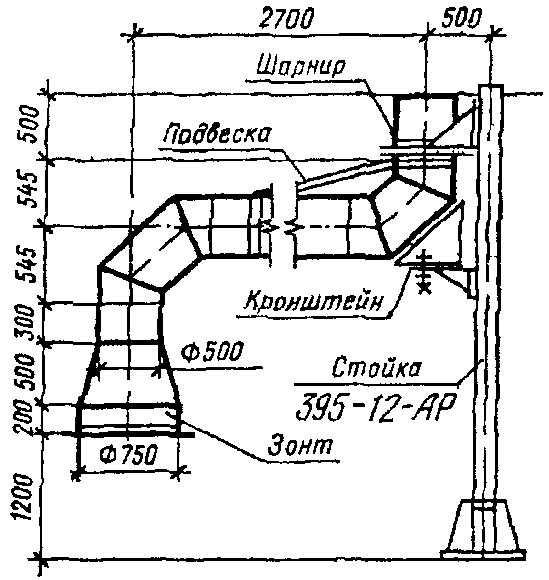 2700
500
Шарнир
Подвеска
500
545
545
300
500
200
1200
Кронштейн
Ф500
Стойка
395-12-АР
Зонт
Ф750